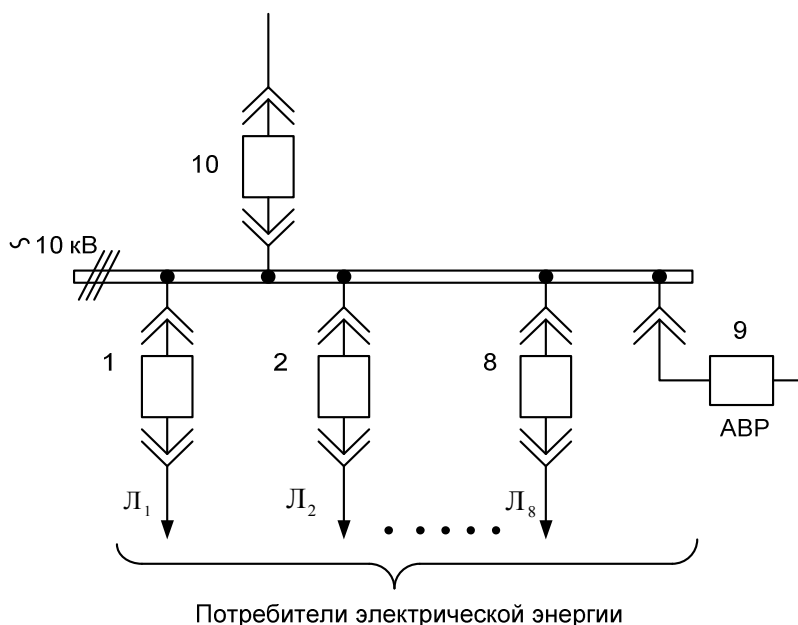 10
~ 10 кВ
1
2
8
9
АВР
Л₁
Л₂
Л₈
Потребители электрической энергии